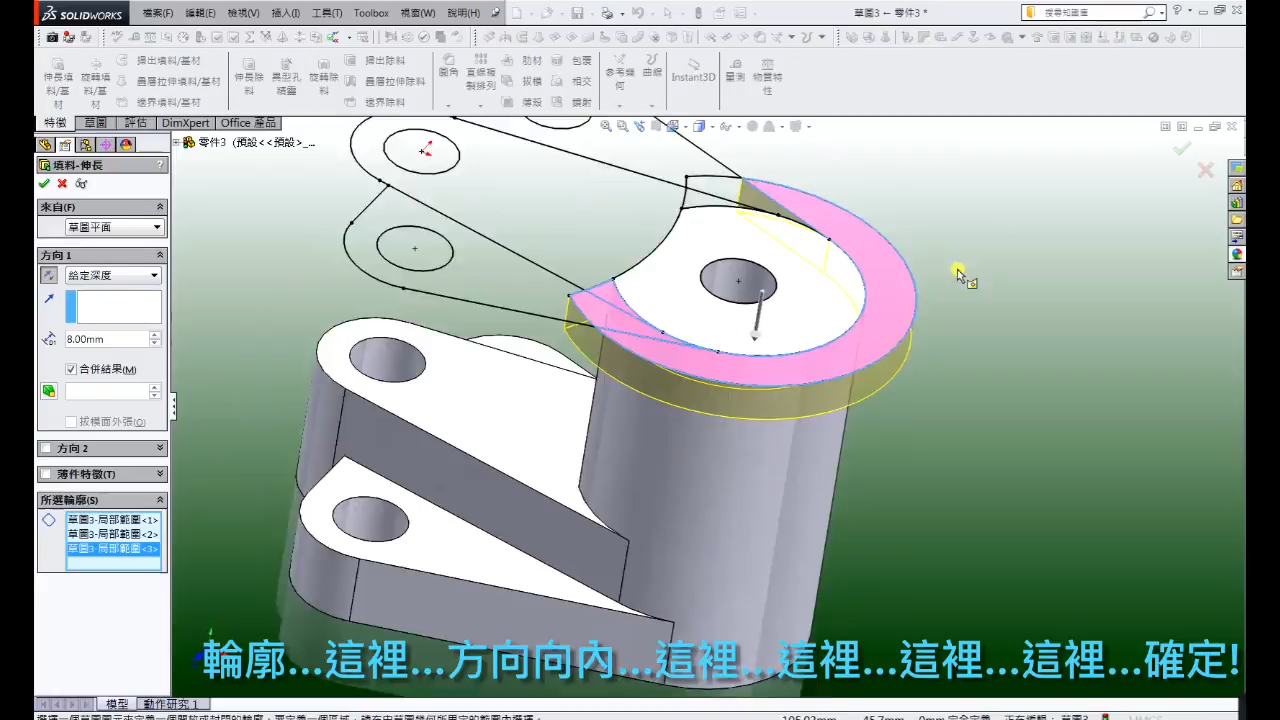 SOLIDWORKS 檔案(F) 編輯(E) 檢視(V) 插入(I) 工具(T) Toolbox 視窗(W) 說明(H) 草圖3 ← 零件3 * 搜尋知識庫
伸長填料/基材 旋轉填料/基材 掃出填料/基材 疊層拉伸填料/基材 邊界填料/基材 伸長除料 異型孔精靈 旋轉除料 掃出除料 疊層拉伸除料 邊界除料 圓角 直線複製排列 肋材 拔模 薄殼 包覆 相交 鏡射 參考幾何 曲線 Instant3D 量測 物質特性
特徵 草圖 評估 DimXpert Office 產品
零件3 (預設<<預設>_...
填料-伸長 ?
來自(F)
草圖平面
方向 1
給定深度
8.00mm
合併結果(M)
拔模面外張(O)
方向 2
薄件特徵(T)
所選輪廓(S)
草圖3-局部範圍<1>
草圖3-局部範圍<2>
草圖3-局部範圍<3>
輪廓...這裡...方向向內...這裡...這裡...這裡...這裡...確定!
模型 動作研究 1